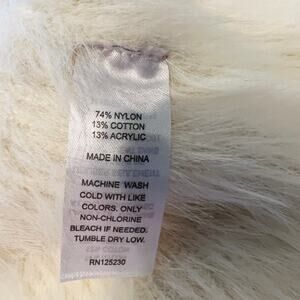 74% NYLON
13% COTTON
13% ACRYLIC
MADE IN CHINA
MACHINE WASH
COLD WITH LIKE
COLORS. ONLY
NON-CHLORINE
BLEACH IF NEEDED.
TUMBLE DRY LOW.
RN125230